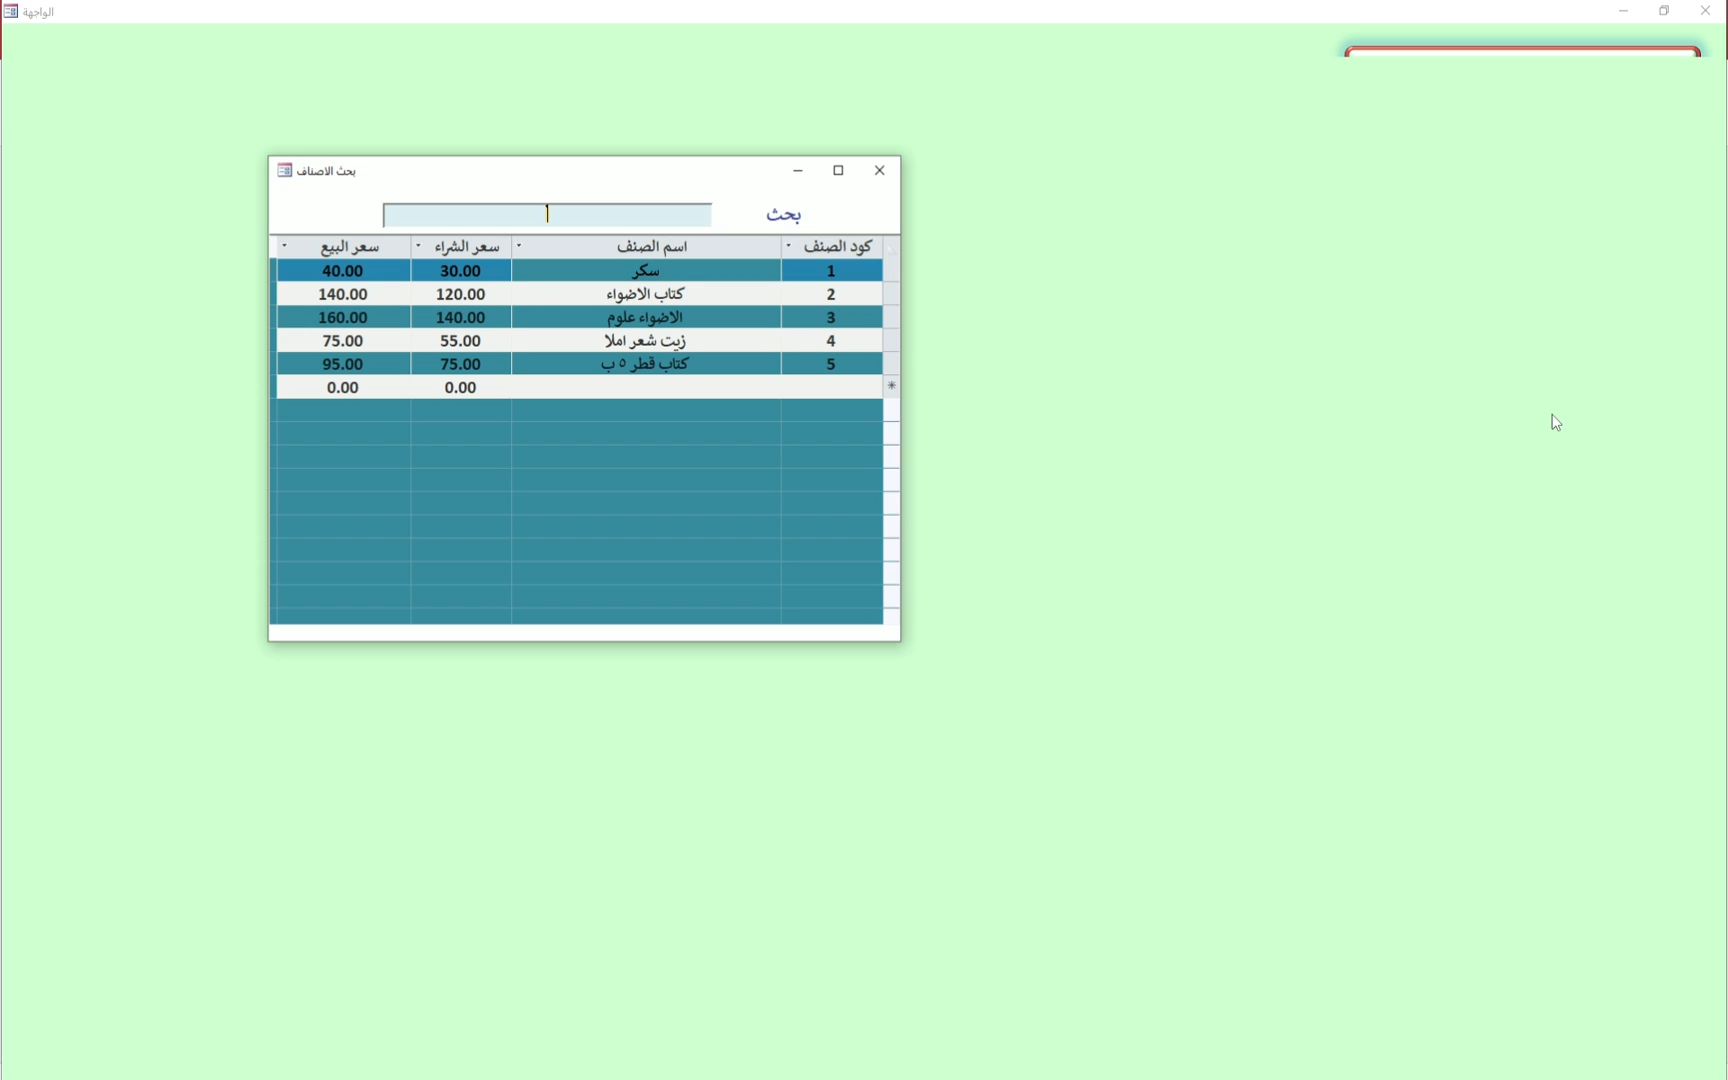 الواجهة
بحث الاصناف
بحث
كود الصنف اسم الصنف سعر الشراء سعر البيع
1 سكر 30.00 40.00
2 كتاب الاضواء 120.00 140.00
3 الاضواء علوم 140.00 160.00
4 زيت شعر املا 55.00 75.00
5 كتاب قطر ٥ ب 75.00 95.00
0.00 0.00